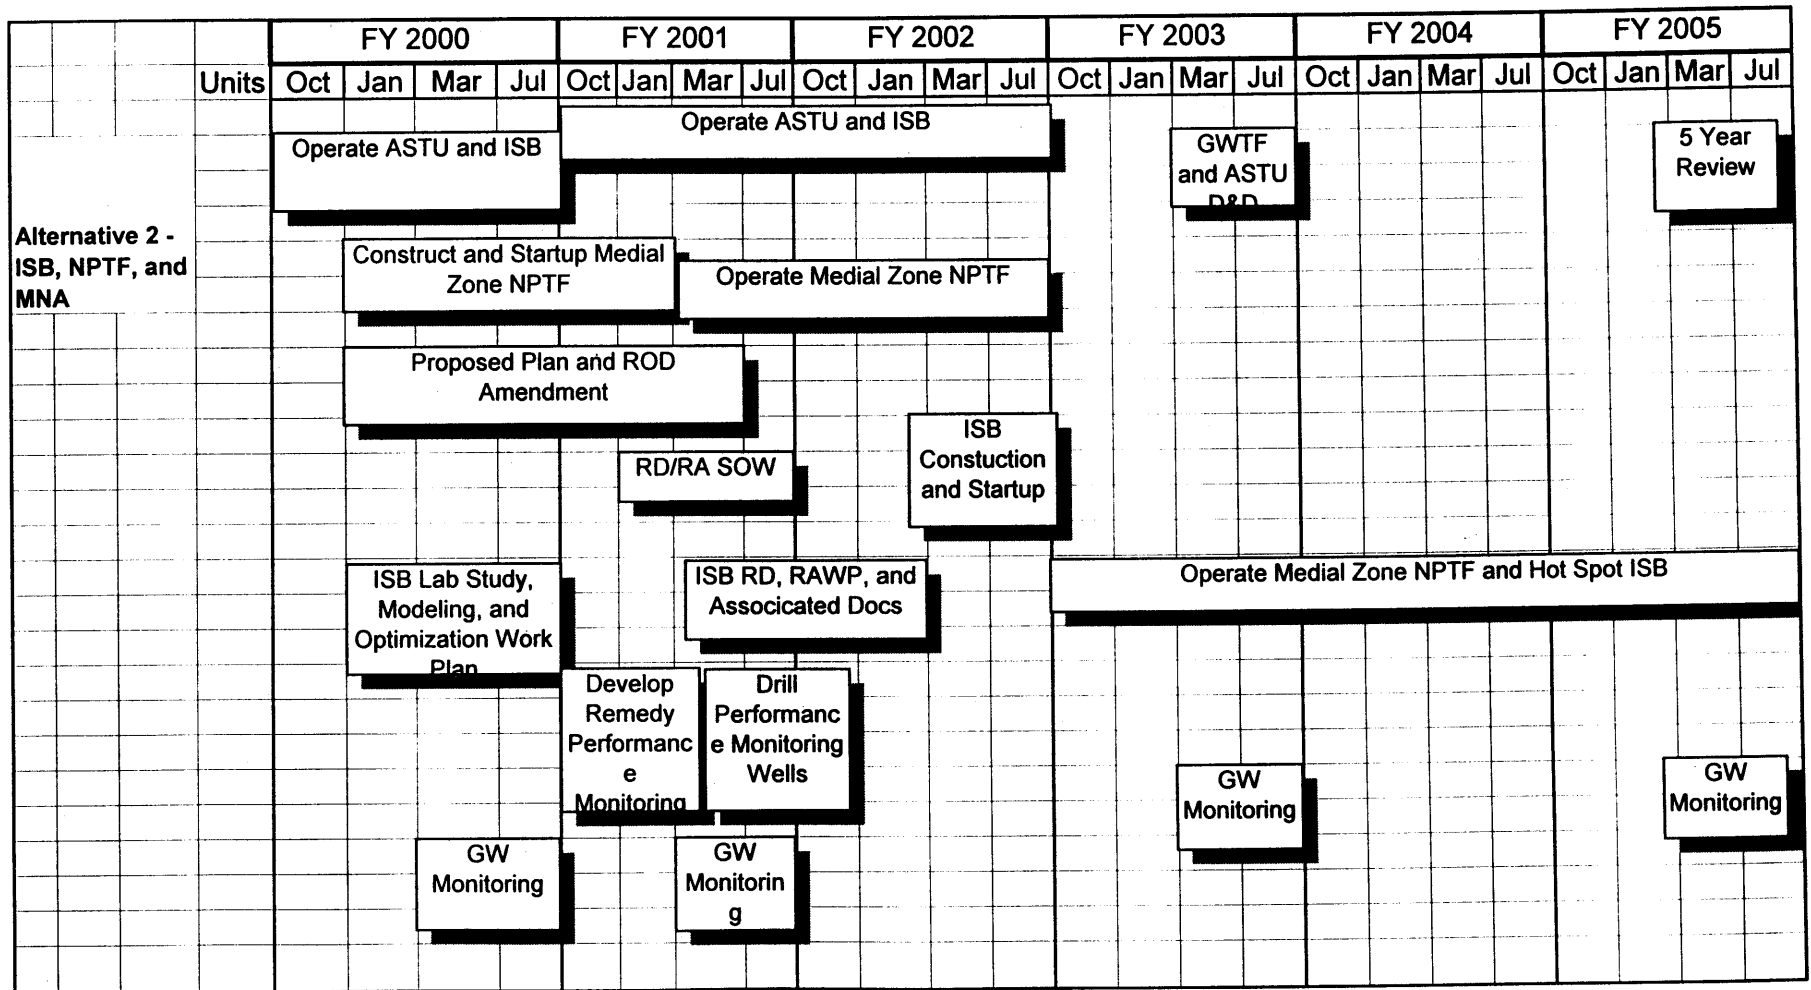 FY 2000 FY 2001 FY 2002 FY 2003 FY 2004 FY 2005
Units Oct Jan Mar Jul Oct Jan Mar Jul Oct Jan Mar Jul Oct Jan Mar Jul Oct Jan Mar Jul Oct Jan Mar Jul
Operate ASTU and ISB
Operate ASTU and ISB
GWTF
and ASTU
D&D
5 Year
Review
Alternative 2 -
ISB, NPTF, and
MNA
Construct and Startup Medial
Zone NPTF
Operate Medial Zone NPTF
Proposed Plan and ROD
Amendment
ISB
Constuction
and Startup
RD/RA SOW
ISB Lab Study,
Modeling, and
Optimization Work
Plan
ISB RD, RAWP, and
Associcated Docs
Operate Medial Zone NPTF and Hot Spot ISB
Develop
Remedy
Performanc
e
Monitoring
Drill
Performanc
e Monitoring
Wells
GW
Monitoring
GW
Monitoring
GW
Monitoring
GW
Monitorin
g